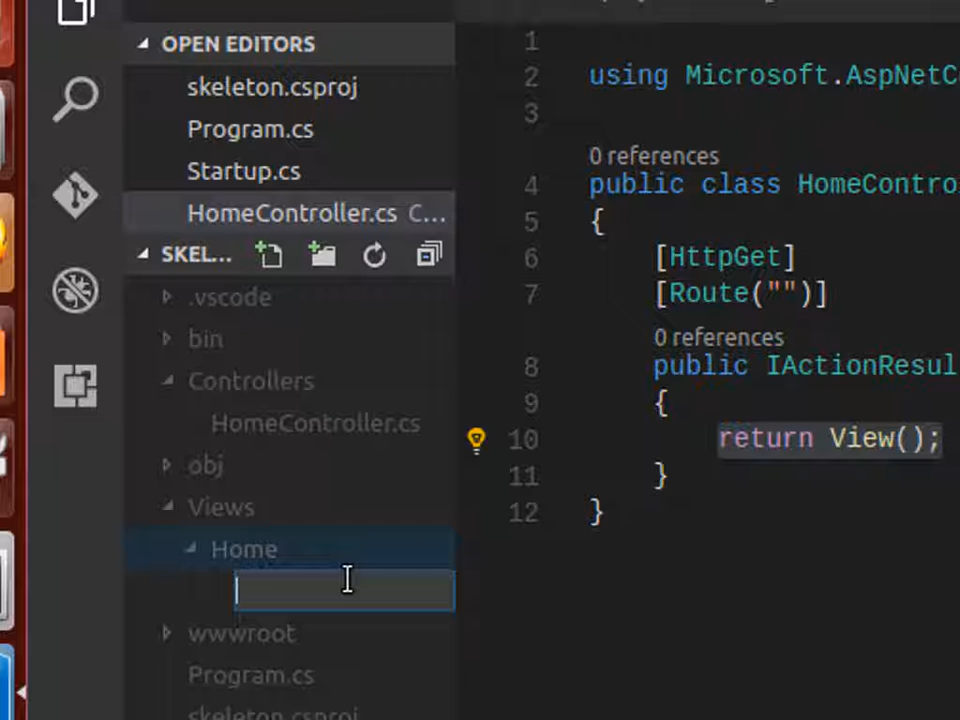 OPEN EDITORS
skeleton.csproj
Program.cs
Startup.cs
HomeController.cs C...
SKEL...
.vscode
bin
Controllers
HomeController.cs
obj
Views
Home
wwwroot
Program.cs
skeleton.csproj
1
2 using Microsoft.AspNetC
3
0 references
4 public class HomeContro
5 {
6 [HttpGet]
7 [Route("")]
0 references
8 public IActionResul
9 {
10 return View();
11 }
12 }